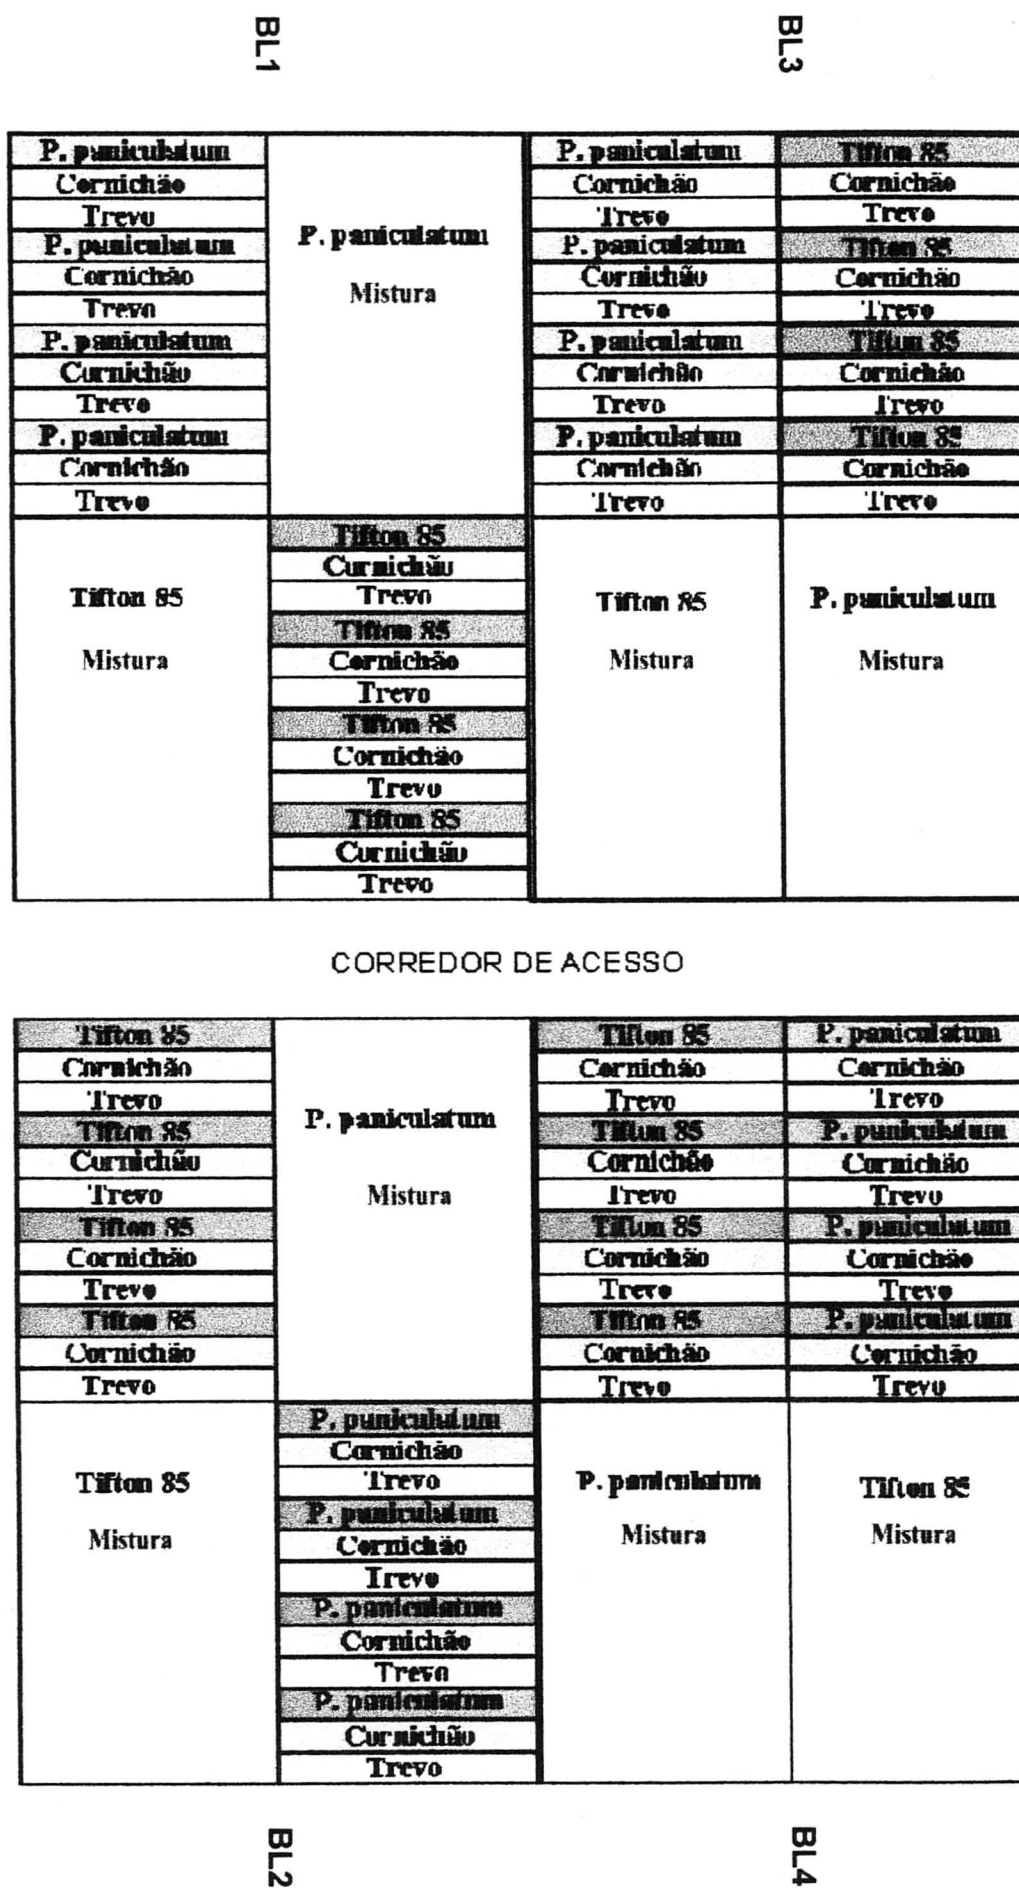 BL1
BL3
P. paniculatum
Cornichão
Trevo
P. paniculatum
Cornichão
Trevo
P. paniculatum
Cornichão
Trevo
P. paniculatum
Cornichão
Trevo
P. paniculatum
Mistura
P. paniculatum
Cornichão
Trevo
P. paniculatum
Cornichão
Trevo
P. paniculatum
Cornichão
Trevo
P. paniculatum
Cornichão
Trevo
Tifton 85
Cornichão
Trevo
Tifton 85
Cornichão
Trevo
Tifton 85
Cornichão
Trevo
Tifton 85
Cornichão
Trevo
Tifton 85
Mistura
Tifton 85
Cornichão
Trevo
Tifton 85
Cornichão
Trevo
Tifton 85
Cornichão
Trevo
Tifton 85
Cornichão
Trevo
Tifton 85
Mistura
P. paniculatum
Mistura
CORREDOR DE ACESSO
Tifton 85
Cornichão
Trevo
Tifton 85
Cornichão
Trevo
Tifton 85
Cornichão
Trevo
Tifton 85
Cornichão
Trevo
P. paniculatum
Mistura
Tifton 85
Cornichão
Trevo
Tifton 85
Cornichão
Trevo
Tifton 85
Cornichão
Trevo
Tifton 85
Cornichão
Trevo
P. paniculatum
Cornichão
Trevo
P. paniculatum
Cornichão
Trevo
P. paniculatum
Cornichão
Trevo
P. paniculatum
Cornichão
Trevo
Tifton 85
Mistura
P. paniculatum
Cornichão
Trevo
P. paniculatum
Cornichão
Trevo
P. paniculatum
Cornichão
Trevo
P. paniculatum
Cornichão
Trevo
P. paniculatum
Mistura
Tifton 85
Mistura
BL2
BL4